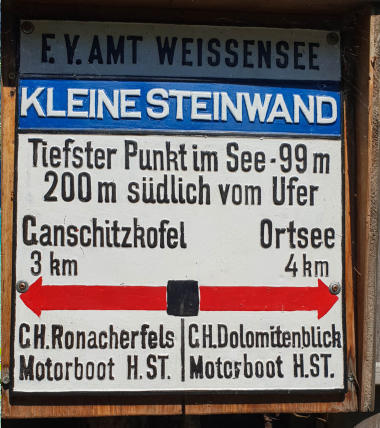 F.V.AMT WEISSENSEE
KLEINE STEINWAND
Tiefster Punkt im See-99 m
200 m südlich vom Ufer
Ganschitzkofel Ortsee
3 km 4 km
G.H.Ronacherfels G.H.Dolomittenblick
Motorboot H.ST. Motorboot H.ST.